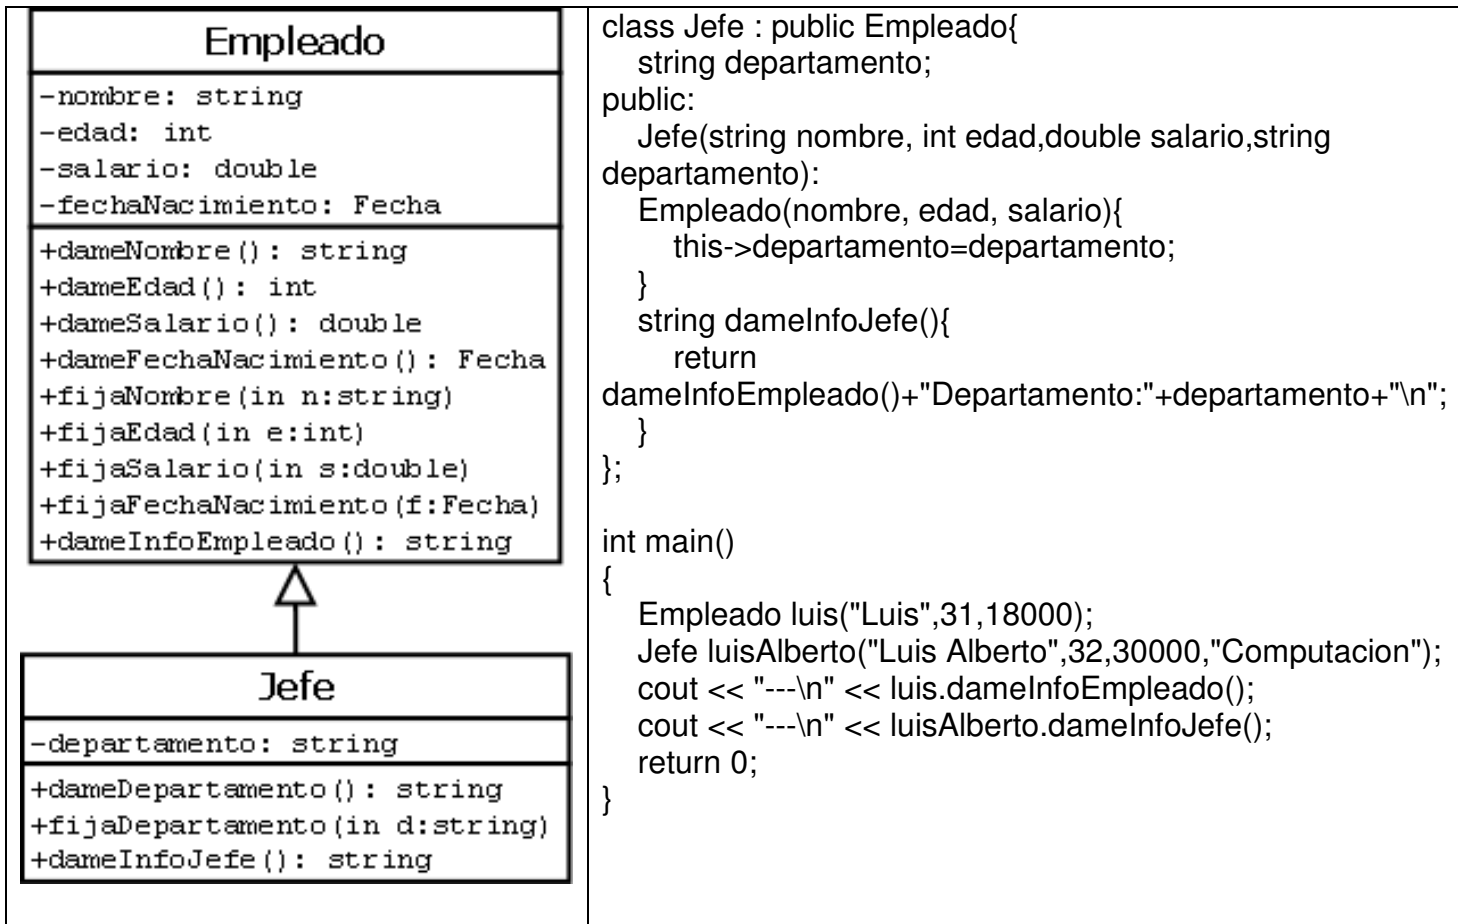 Empleado
-nombre: string
-edad: int
-salario: double
-fechaNacimiento: Fecha
+dameNombre(): string
+dameEdad(): int
+dameSalario(): double
+dameFechaNacimiento(): Fecha
+fijaNombre(in n:string)
+fijaEdad(in e:int)
+fijaSalario(in s:double)
+fijaFechaNacimiento(f:Fecha)
+dameInfoEmpleado(): string
Jefe
-departamento: string
+dameDepartamento(): string
+fijaDepartamento(in d:string)
+dameInfoJefe(): string
class Jefe : public Empleado{
string departamento;
public:
Jefe(string nombre, int edad,double salario,string
departamento):
Empleado(nombre, edad, salario){
this->departamento=departamento;
}
string dameInfoJefe(){
return
dameInfoEmpleado()+"Departamento:"+departamento+"\n";
}
};
int main()
{
Empleado luis("Luis",31,18000);
Jefe luisAlberto("Luis Alberto",32,30000,"Computacion");
cout << "---\n" << luis.dameInfoEmpleado();
cout << "---\n" << luisAlberto.dameInfoJefe();
return 0;
}